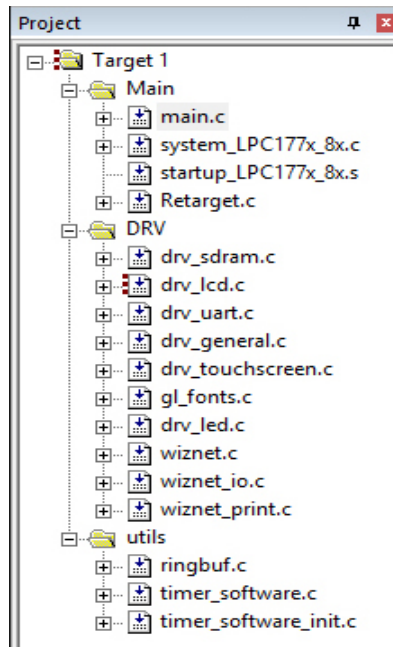 Project
Target 1
Main
main.c
system_LPC177x_8x.c
startup_LPC177x_8x.s
Retarget.c
DRV
drv_sdram.c
drv_lcd.c
drv_uart.c
drv_general.c
drv_touchscreen.c
gl_fonts.c
drv_led.c
wiznet.c
wiznet_io.c
wiznet_print.c
utils
ringbuf.c
timer_software.c
timer_software_init.c